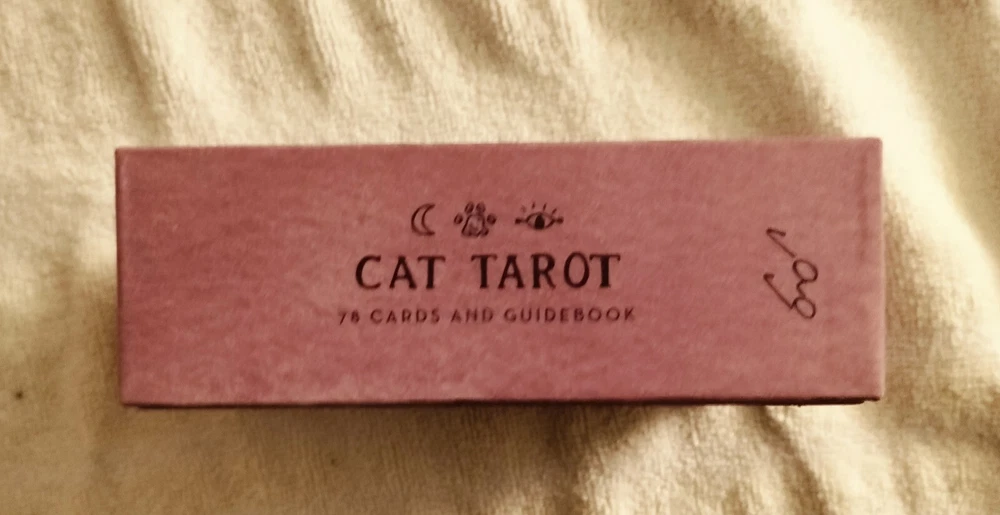 CAT TAROT
78 CARDS AND GUIDEBOOK